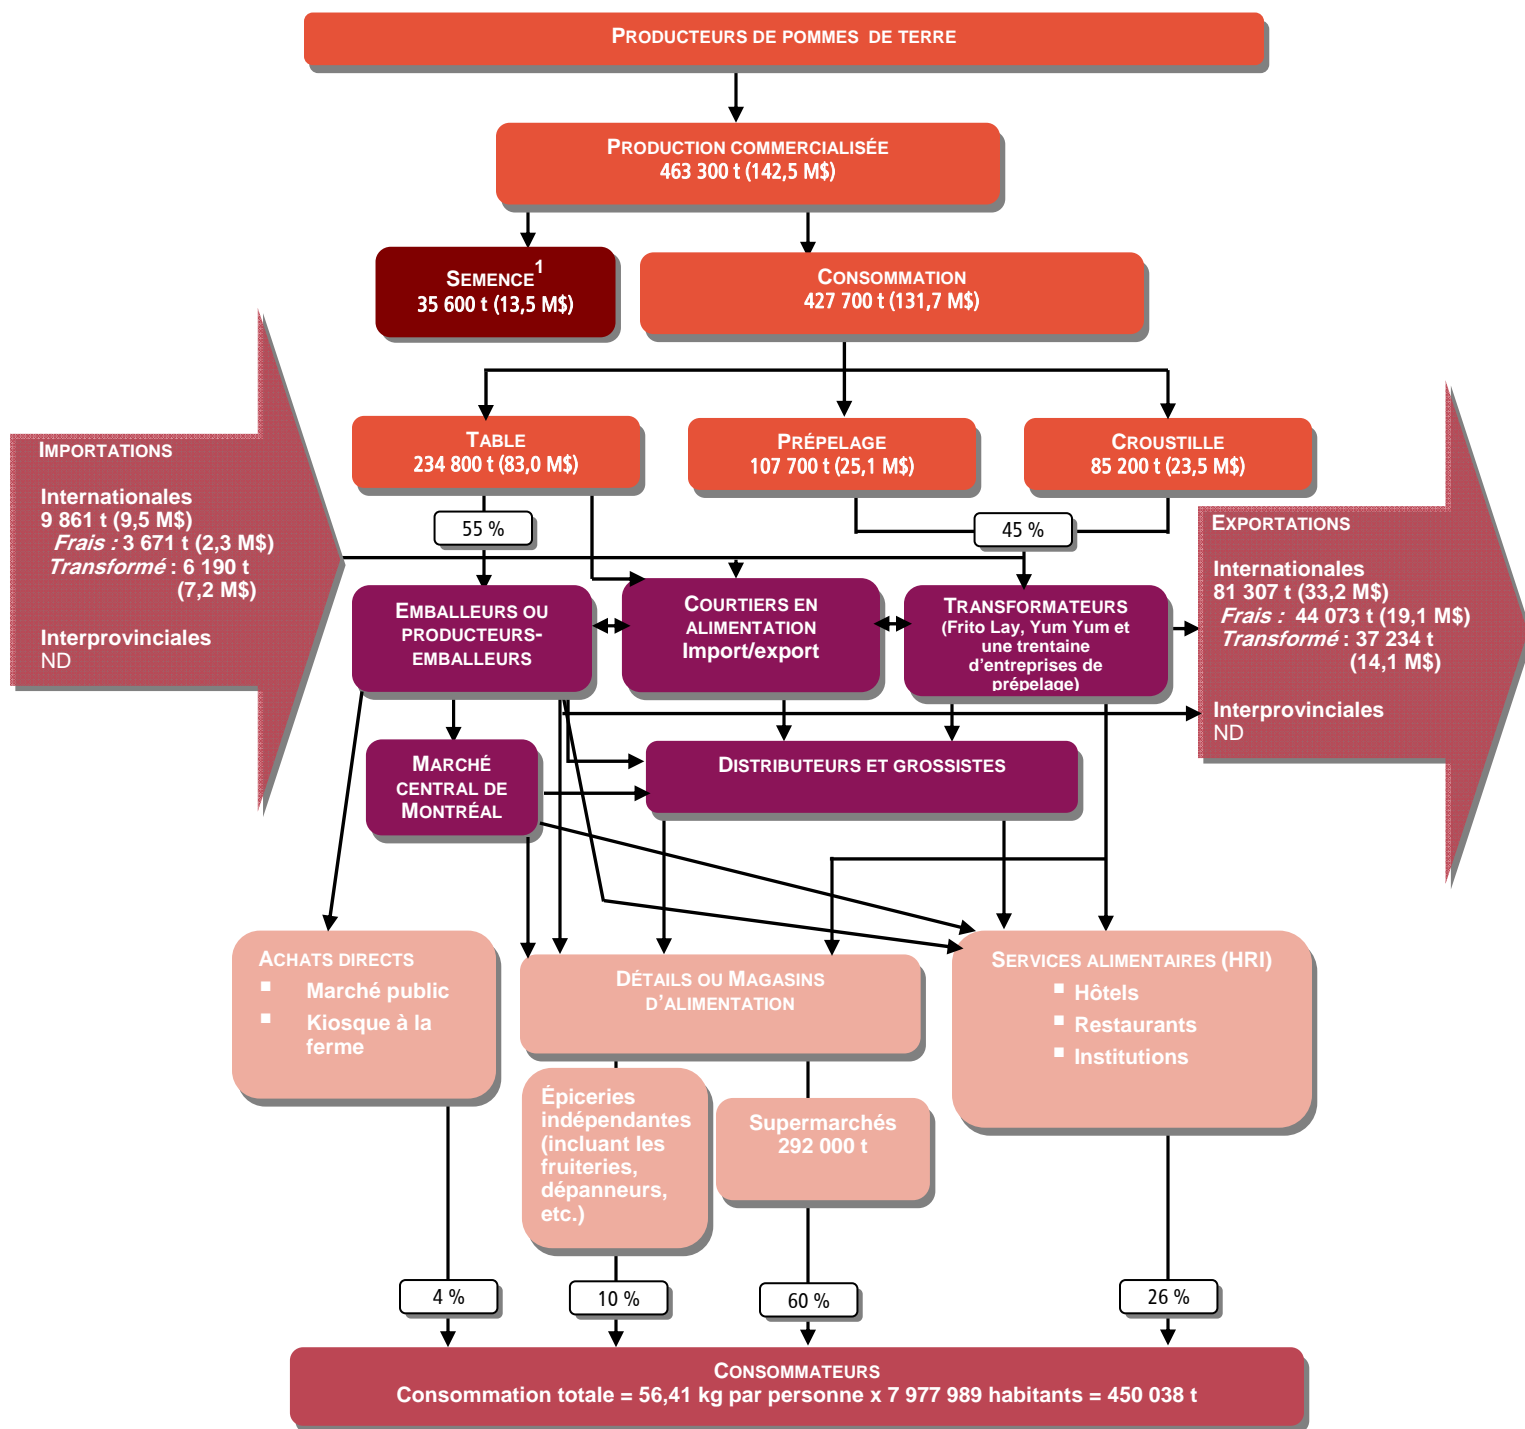 PRODUCTEURS DE POMMES DE TERRE
PRODUCTION COMMERCIALISÉE
463 300 t (142,5 M$)
SEMENCE1
35 600 t (13,5 M$)
CONSOMMATION
427 700 t (131,7 M$)
TABLE
234 800 t (83,0 M$)
PRÉPELAGE
107 700 t (25,1 M$)
CROUSTILLE
85 200 t (23,5 M$)
55 %
45 %
IMPORTATIONS
Internationales
9 861 t (9,5 M$)
Frais : 3 671 t (2,3 M$)
Transformé : 6 190 t
(7,2 M$)
Interprovinciales
ND
EXPORTATIONS
Internationales
81 307 t (33,2 M$)
Frais : 44 073 t (19,1 M$)
Transformé : 37 234 t
(14,1 M$)
Interprovinciales
ND
EMBALLEURS OU
PRODUCTEURS-
EMBALLEURS
COURTIERS EN
ALIMENTATION
Import/export
TRANSFORMATEURS
(Frito Lay, Yum Yum et
une trentaine
d'entreprises de
prépelage)
MARCHÉ
CENTRAL DE
MONTRÉAL
DISTRIBUTEURS ET GROSSISTES
ACHATS DIRECTS
▪ Marché public
▪ Kiosque à la
ferme
DÉTAILS OU MAGASINS
D'ALIMENTATION
SERVICES ALIMENTAIRES (HRI)
▪ Hôtels
▪ Restaurants
▪ Institutions
Épiceries
indépendantes
(incluant les
fruiteries,
dépanneurs,
etc.)
Supermarchés
292 000 t
4 %
10 %
60 %
26 %
CONSOMMATEURS
Consommation totale = 56,41 kg par personne x 7 977 989 habitants = 450 038 t